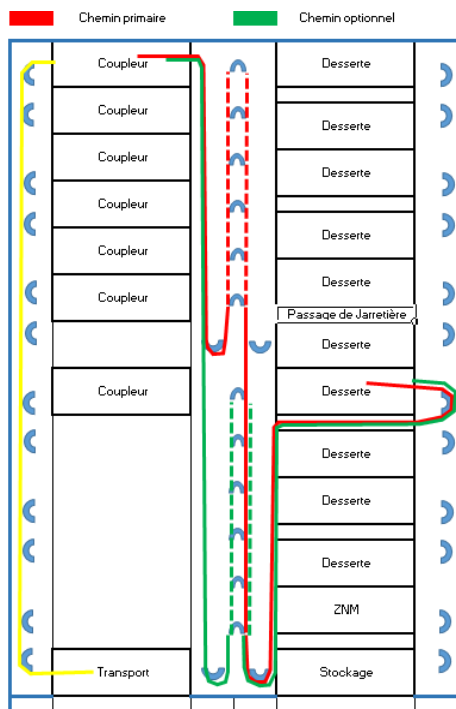 Chemin primaire
Chemin optionnel
Coupleur
Desserte
Coupleur
Desserte
Coupleur
Desserte
Coupleur
Desserte
Coupleur
Desserte
Coupleur
Passage de Jarretière
Desserte
Coupleur
Desserte
Desserte
Desserte
Desserte
ZNM
Transport
Stockage